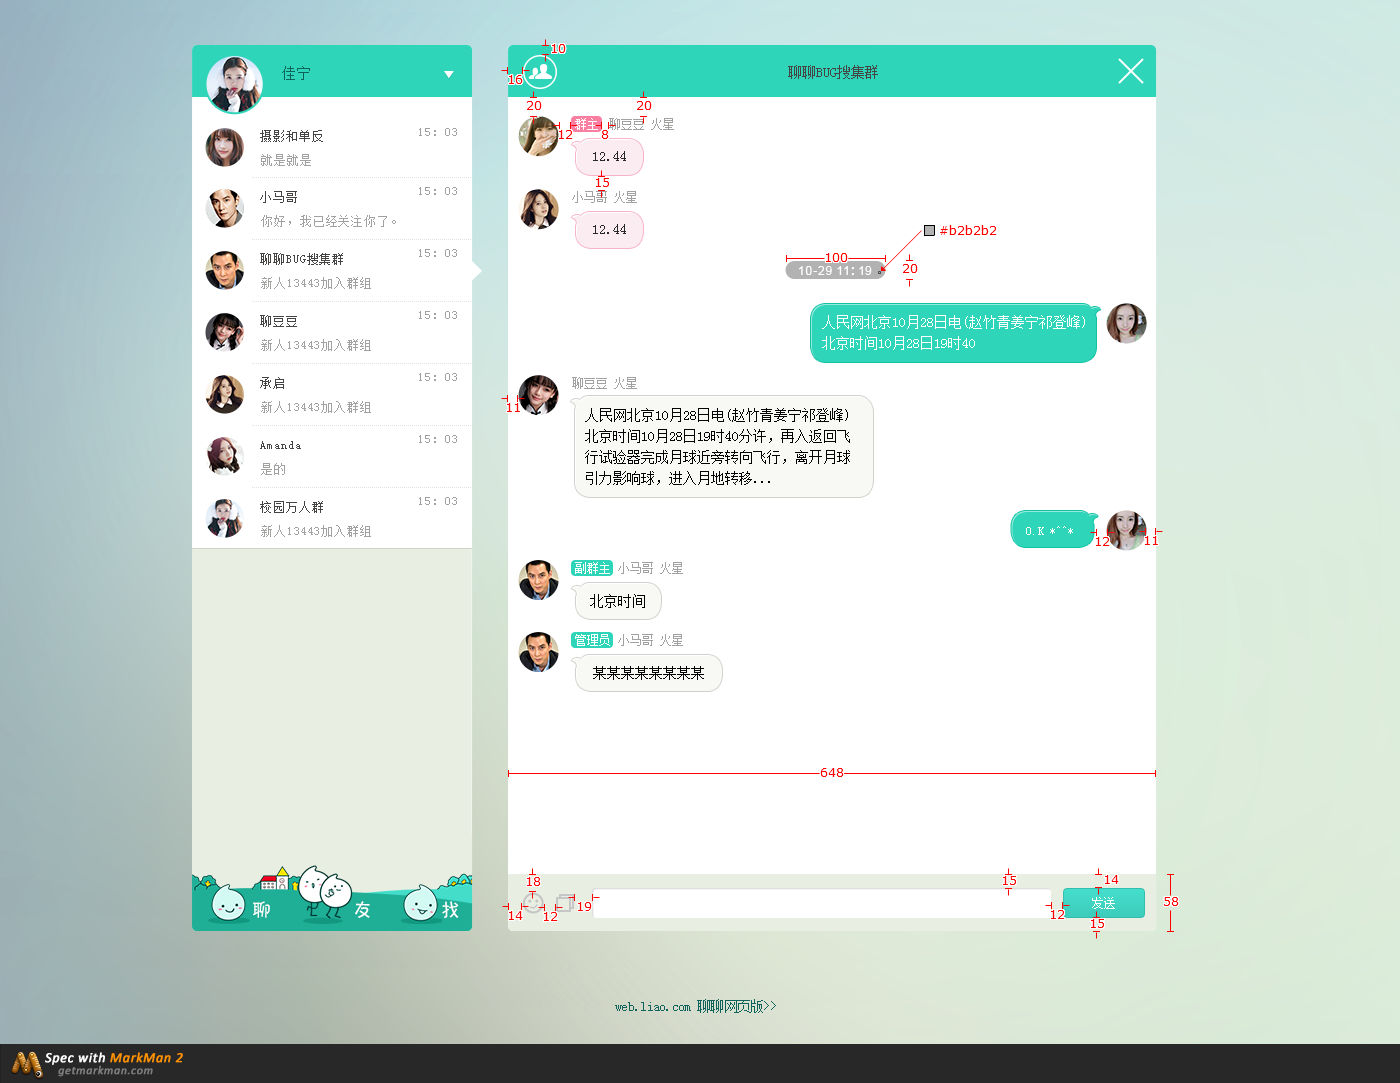 佳宁
摄影和单反
15: 03
就是就是
小马哥
15: 03
你好，我已经关注你了。
聊聊BUG搜集群
15: 03
新人13443加入群组
聊豆豆
15: 03
新人13443加入群组
承启
15: 03
新人13443加入群组
Amanda
15: 03
是的
校园万人群
15: 03
新人13443加入群组
聊
友
找
10
16
聊聊BUG搜集群
20
20
群主 聊豆豆 火星
12
8
12.44
15
小马哥 火星
12.44
#b2b2b2
100
10-29 11: 19
20
人民网北京10月28日电(赵竹青姜宁祁登峰)
北京时间10月28日19时40
聊豆豆 火星
11
人民网北京10月28日电(赵竹青姜宁祁登峰)
北京时间10月28日19时40分许，再入返回飞
行试验器完成月球近旁转向飞行，离开月球
引力影响球，进入月地转移...
O.K *^^*
12
11
副群主 小马哥 火星
北京时间
管理员 小马哥 火星
某某某某某某某某
648
18
15
14
14
12
19
12
发送
15
58
web.liao.com 聊聊网页版>>
Spec with MarkMan 2
getmarkman.com